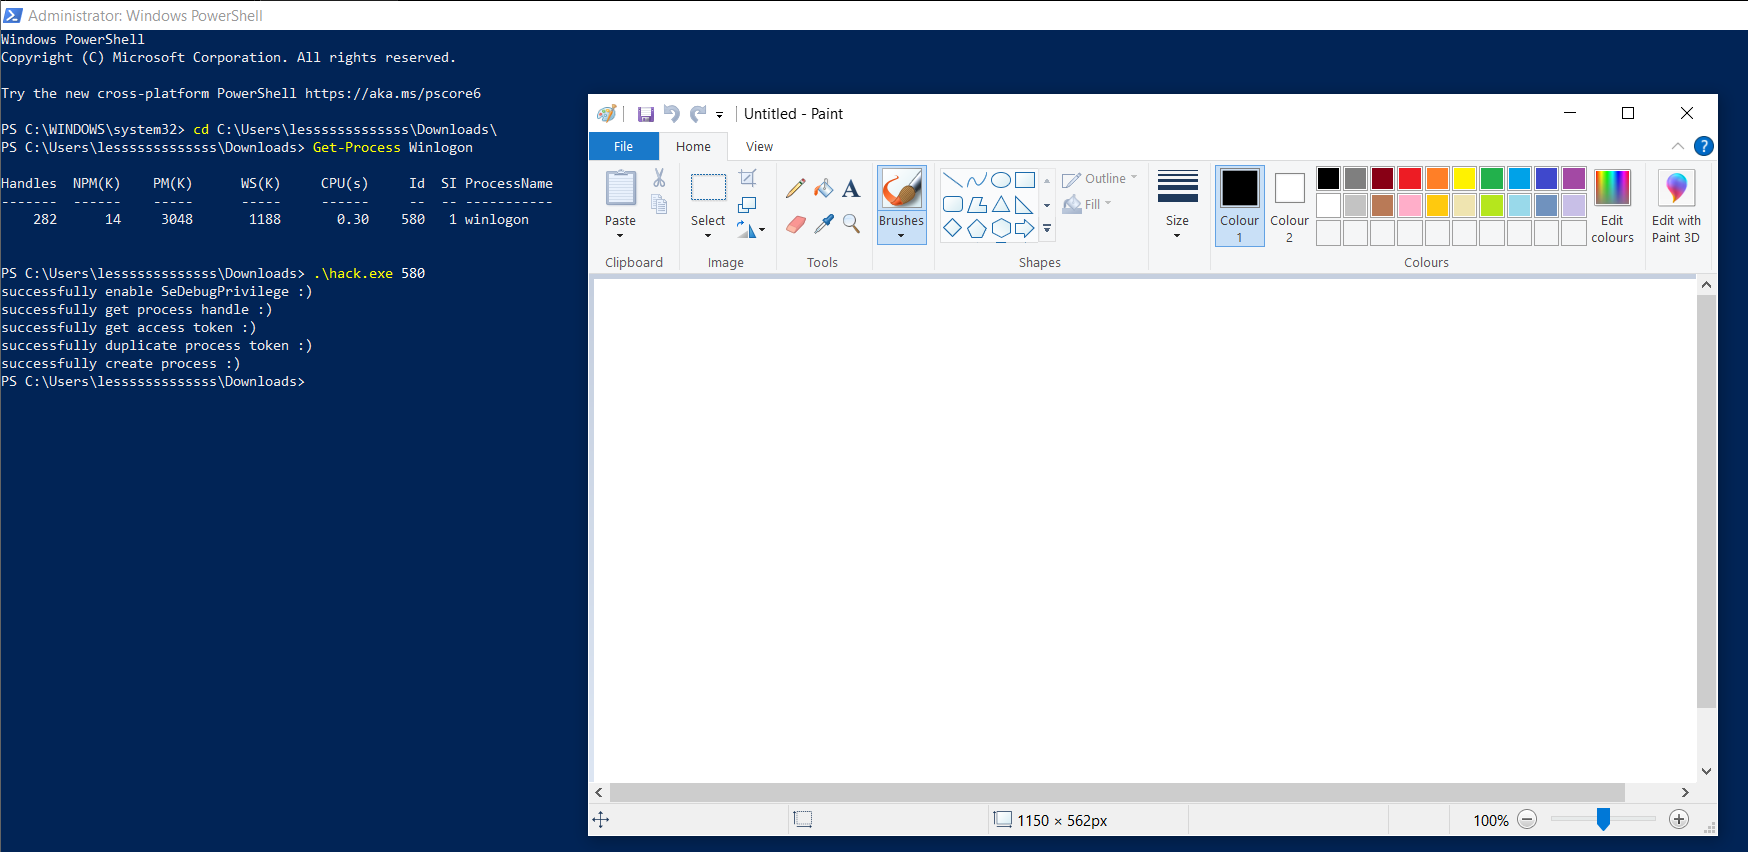 Administrator: Windows PowerShell
Windows PowerShell
Copyright (C) Microsoft Corporation. All rights reserved.
Try the new cross-platform PowerShell https://aka.ms/pscore6
PS C:\WINDOWS\system32> cd C:\Users\lessssssssssssss\Downloads\
PS C:\Users\lessssssssssssss\Downloads> Get-Process Winlogon
Handles NPM(K) PM(K) WS(K) CPU(s) Id SI ProcessName
------- ------ ----- ----- ------ -- -- -----------
282 14 3048 1188 0.30 580 1 winlogon
PS C:\Users\lessssssssssssss\Downloads> .\hack.exe 580
successfully enable SeDebugPrivilege :)
successfully get process handle :)
successfully get access token :)
successfully duplicate process token :)
successfully create process :)
PS C:\Users\lessssssssssssss\Downloads>
Untitled - Paint
File Home View
?
Paste
Select
Brushes
Outline
Fill
Size
Colour 1
Colour 2
Edit colours
Edit with Paint 3D
Clipboard
Image
Tools
Shapes
Colours
1150 × 562px
100%